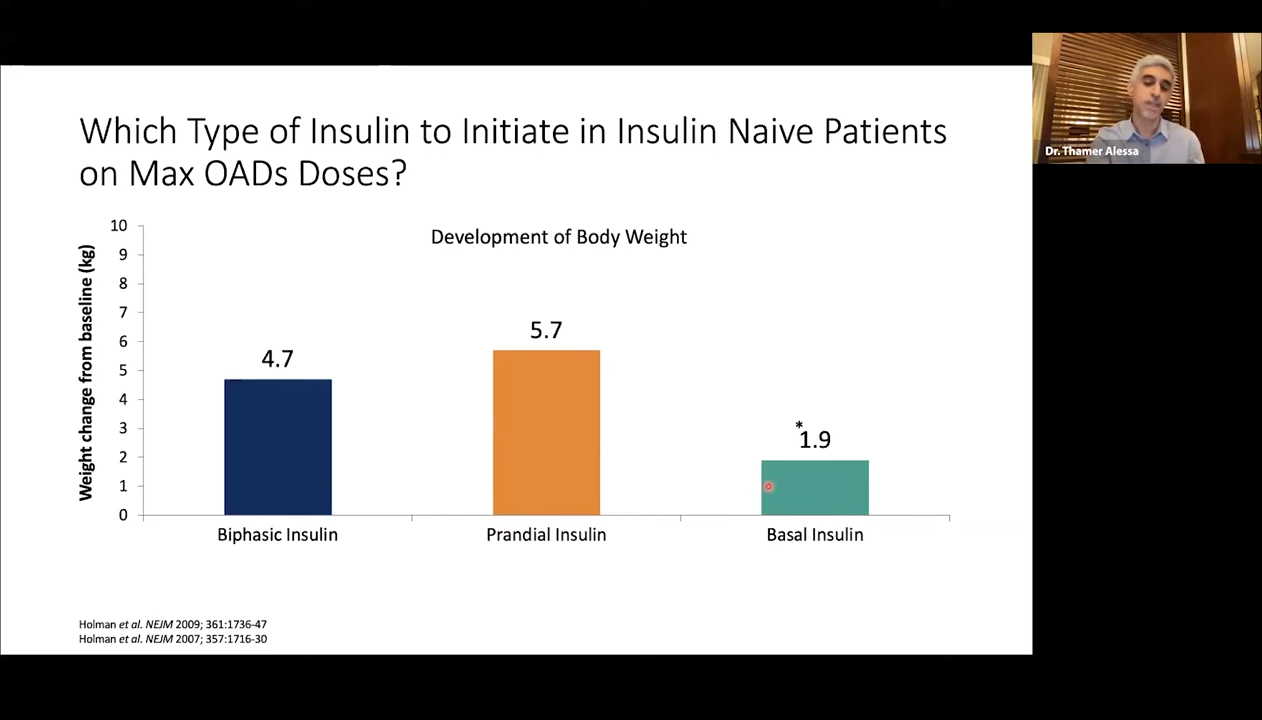 Which Type of Insulin to Initiate in Insulin Naive Patients
on Max OADs Doses?
Dr. Thamer Alessa
Development of Body Weight
Weight change from baseline (kg)
10
9
8
7
6
5
4
3
2
1
0
4.7
5.7
*
1.9
Biphasic Insulin
Prandial Insulin
Basal Insulin
Holman et al. NEJM 2009; 361:1736-47
Holman et al. NEJM 2007; 357:1716-30